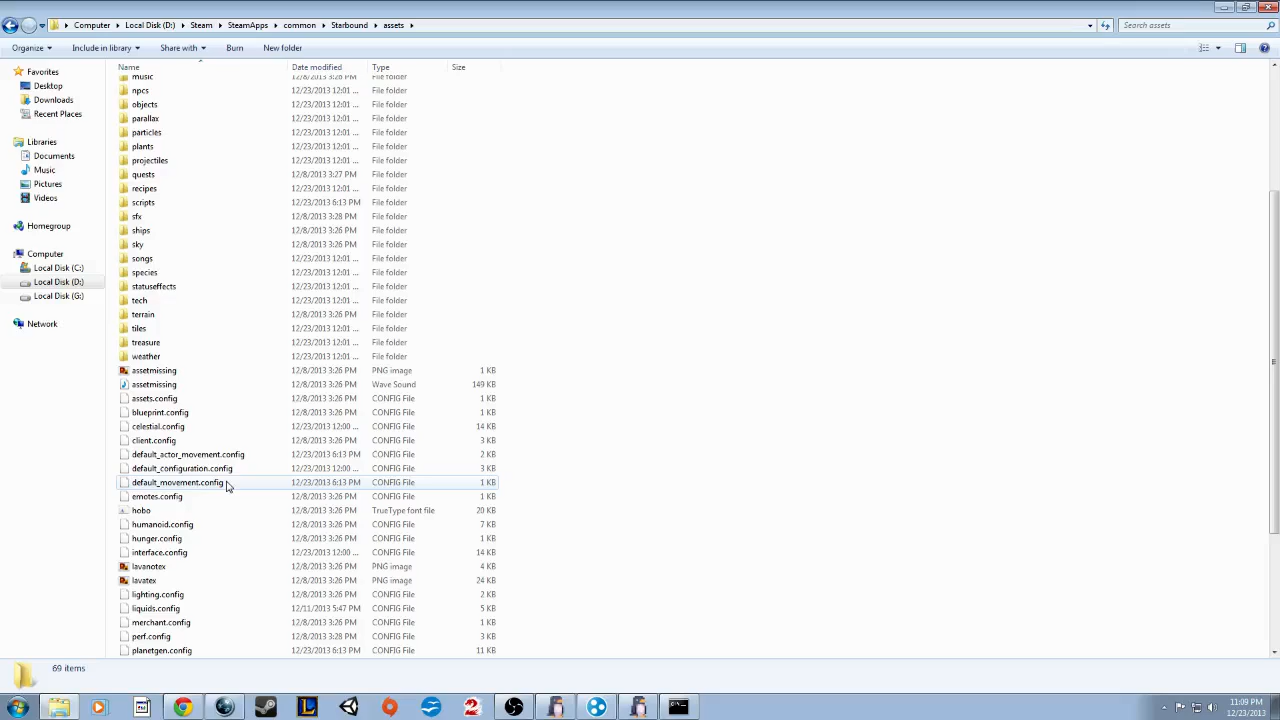 Computer Local Disk (D:) Steam SteamApps common Starbound assets Search assets
Organize Include in library Share with Burn New folder
Name Date modified Type Size
Favorites
Desktop
Downloads
Recent Places
Libraries
Documents
Music
Pictures
Videos
Homegroup
Computer
Local Disk (C:)
Local Disk (D:)
Local Disk (G:)
Network
music 12/8/2013 3:26 PM File folder
npcs 12/23/2013 12:01 ... File folder
objects 12/23/2013 12:01 ... File folder
parallax 12/23/2013 12:01 ... File folder
particles 12/23/2013 12:01 ... File folder
plants 12/23/2013 12:01 ... File folder
projectiles 12/23/2013 12:01 ... File folder
quests 12/8/2013 3:27 PM File folder
recipes 12/23/2013 12:01 ... File folder
scripts 12/23/2013 6:13 PM File folder
sfx 12/8/2013 3:28 PM File folder
ships 12/23/2013 12:01 ... File folder
sky 12/23/2013 12:01 ... File folder
songs 12/23/2013 12:01 ... File folder
species 12/23/2013 12:01 ... File folder
statuseffects 12/23/2013 12:01 ... File folder
tech 12/23/2013 12:01 ... File folder
terrain 12/8/2013 3:28 PM File folder
tiles 12/23/2013 12:01 ... File folder
treasure 12/23/2013 12:01 ... File folder
weather 12/23/2013 12:01 ... File folder
assetmissing 12/8/2013 3:26 PM PNG image 1 KB
assetmissing 12/8/2013 3:26 PM Wave Sound 149 KB
assets.config 12/8/2013 3:26 PM CONFIG File 1 KB
blueprint.config 12/8/2013 3:26 PM CONFIG File 1 KB
celestial.config 12/23/2013 12:00 ... CONFIG File 14 KB
client.config 12/8/2013 3:26 PM CONFIG File 3 KB
default_actor_movement.config 12/23/2013 6:13 PM CONFIG File 2 KB
default_configuration.config 12/23/2013 12:00 ... CONFIG File 3 KB
default_movement.config 12/23/2013 6:13 PM CONFIG File 1 KB
emotes.config 12/8/2013 3:26 PM CONFIG File 1 KB
hobo 12/8/2013 3:26 PM TrueType font file 20 KB
humanoid.config 12/8/2013 3:26 PM CONFIG File 7 KB
hunger.config 12/8/2013 3:26 PM CONFIG File 1 KB
interface.config 12/23/2013 12:00 ... CONFIG File 14 KB
lavanotex 12/8/2013 3:26 PM PNG image 4 KB
lavatex 12/8/2013 3:26 PM PNG image 24 KB
lighting.config 12/8/2013 3:26 PM CONFIG File 2 KB
liquids.config 12/11/2013 5:47 PM CONFIG File 5 KB
merchant.config 12/8/2013 3:26 PM CONFIG File 1 KB
perf.config 12/8/2013 3:28 PM CONFIG File 3 KB
planetgen.config 12/23/2013 6:13 PM CONFIG File 11 KB
69 items
11:09 PM
12/23/2013